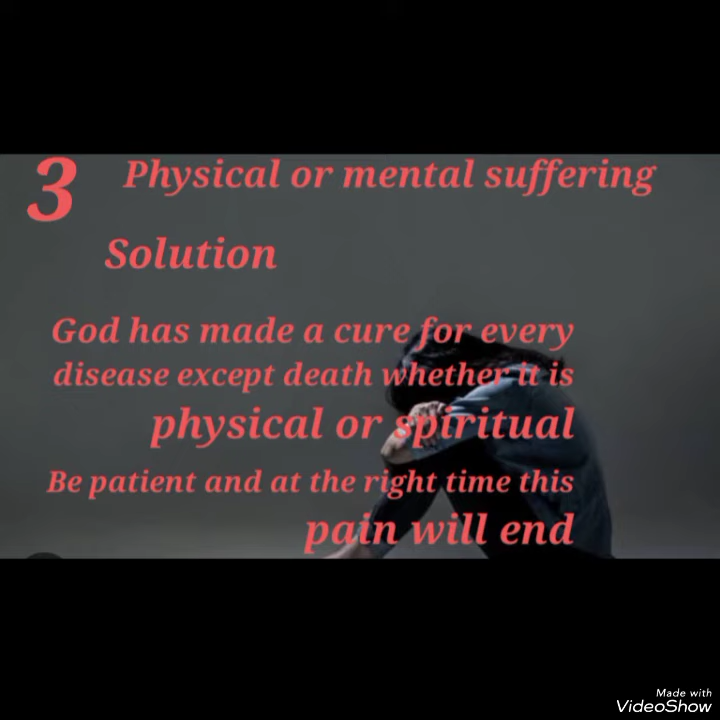 3 Physical or mental suffering
Solution
God has made a cure for every
disease except death whether it is
physical or spiritual
Be patient and at the right time this
pain will end
Made with
VideoShow